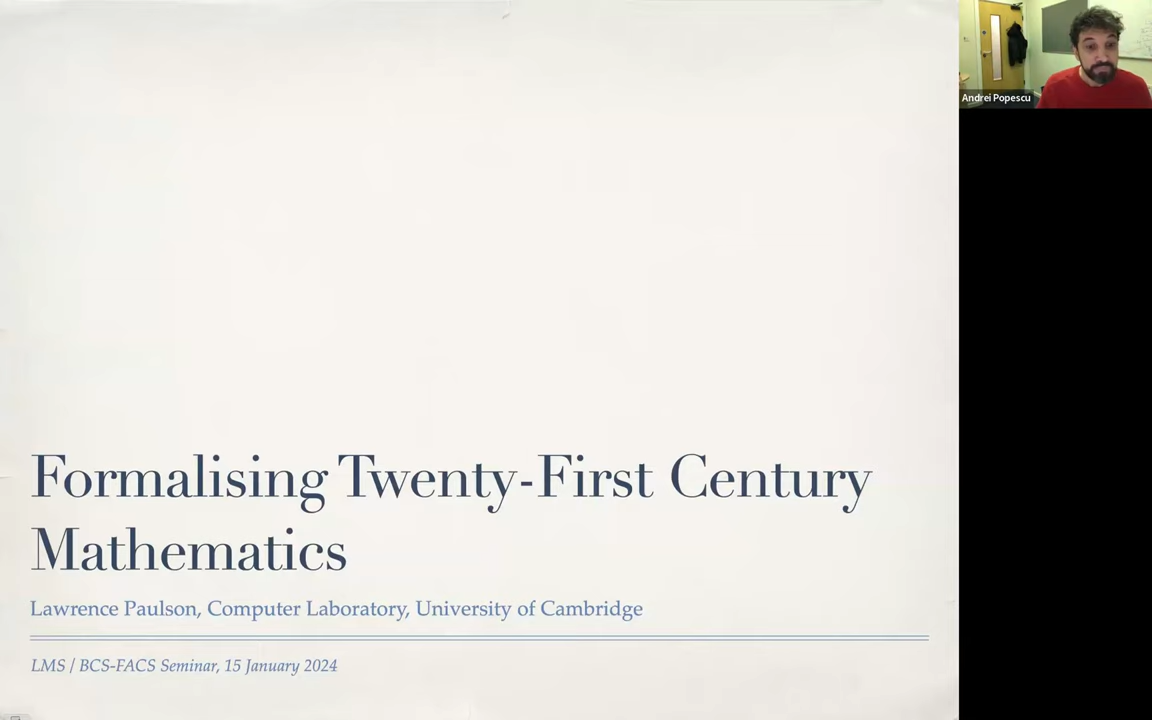 Andrei Popescu
Formalising Twenty-First Century
Mathematics
Lawrence Paulson, Computer Laboratory, University of Cambridge
LMS / BCS-FACS Seminar, 15 January 2024